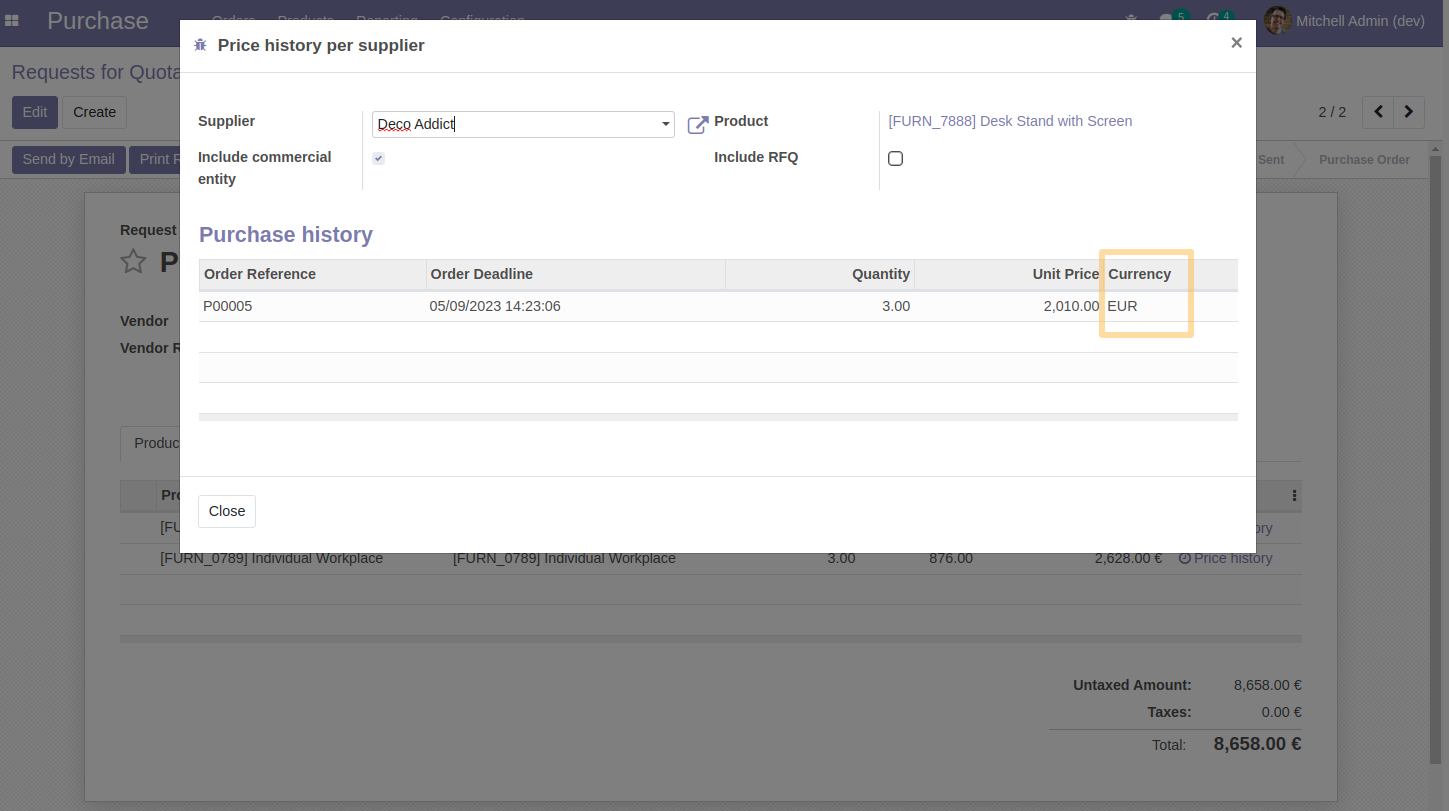 Purchase Orders Products Reporting Configuration 5 4 Mitchell Admin (dev)
Price history per supplier ×
Requests for Quota
Edit Create 2 / 2
Supplier Deco Addict Product [FURN_7888] Desk Stand with Screen
Send by Email Print R Sent Purchase Order
Include commercial Include RFQ
entity
Request
P
Purchase history
Order Reference Order Deadline Quantity Unit Price Currency
P00005 05/09/2023 14:23:06 3.00 2,010.00 EUR
Vendor
Vendor R
Produc
Pro
Close
[FU ory
[FURN_0789] Individual Workplace [FURN_0789] Individual Workplace 3.00 876.00 2,628.00 € Price history
Untaxed Amount: 8,658.00 €
Taxes: 0.00 €
Total: 8,658.00 €